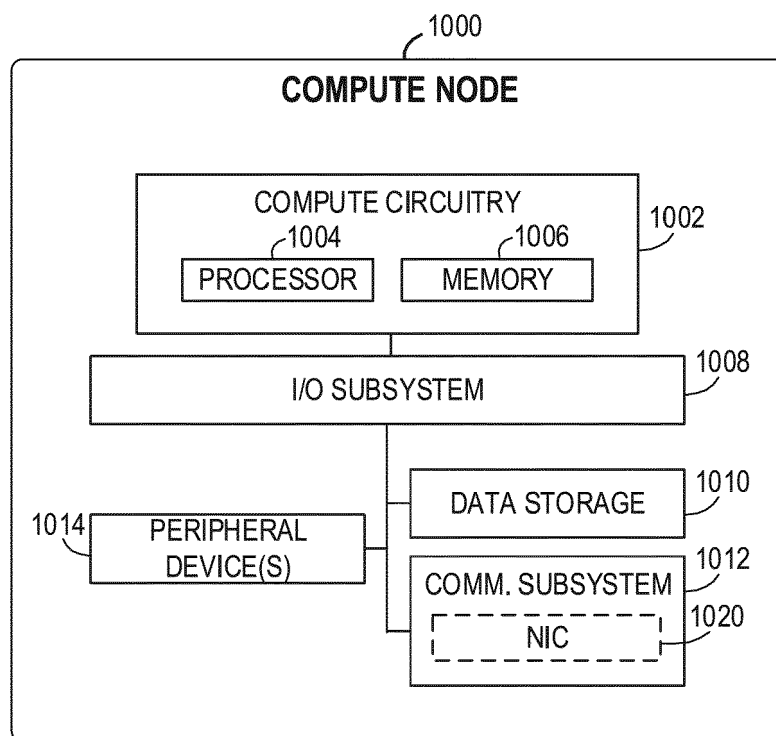 1000
COMPUTE NODE
COMPUTE CIRCUITRY
1002
1004
1006
PROCESSOR
MEMORY
I/O SUBSYSTEM
1008
DATA STORAGE
1010
1014
PERIPHERAL
DEVICE(S)
1012
COMM. SUBSYSTEM
NIC
1020